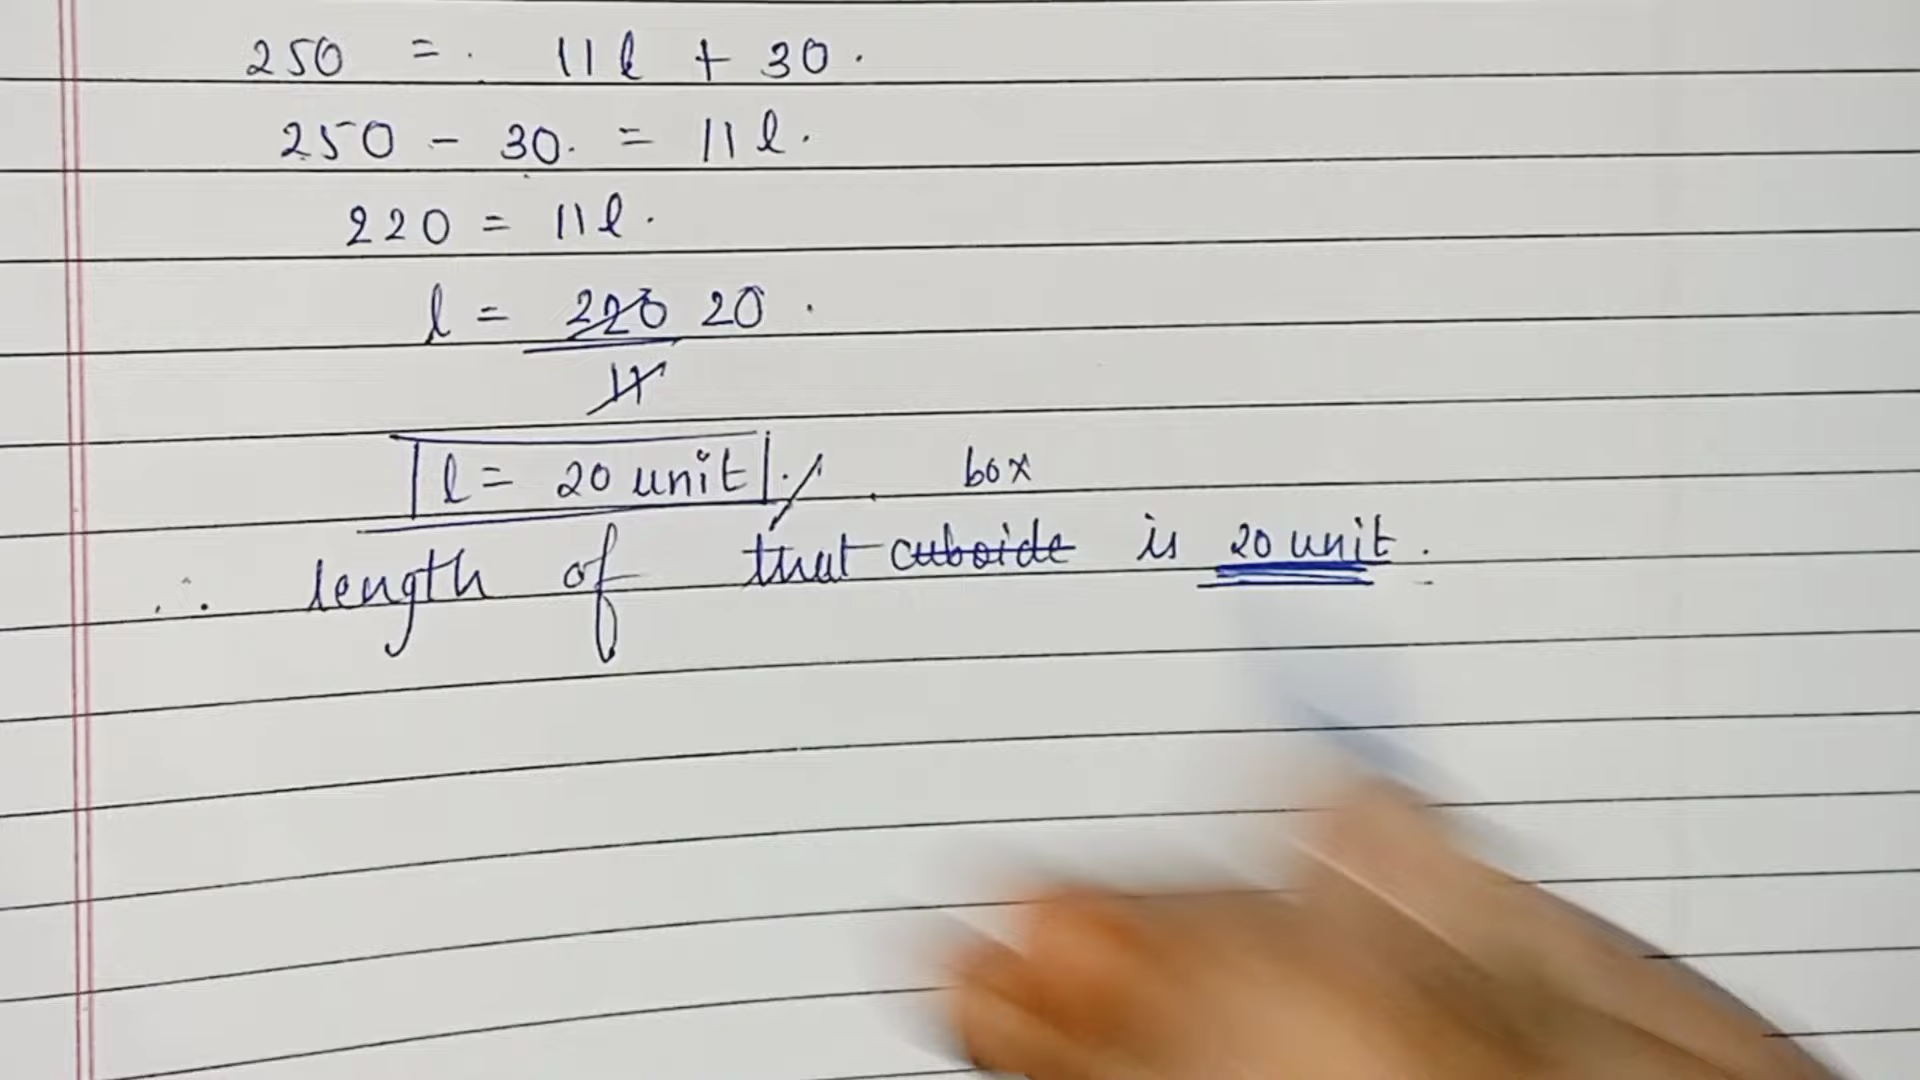 250 = 11l + 30.
250 - 30. = 11l.
220 = 11l.
l = 220 20.
11
l = 20 unit.
box
∴ length of that cuboide is 20 unit.